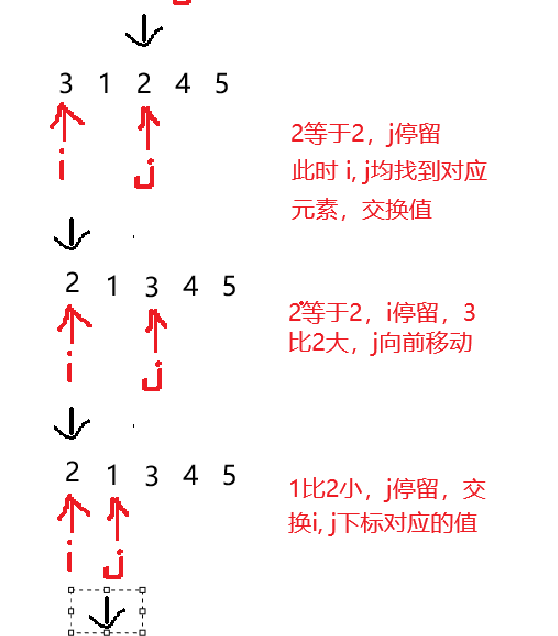 3 1 2 4 5
i j
2等于2，j停留
此时 i, j均找到对应
元素，交换值
2 1 3 4 5
i j
2等于2，i停留，3
比2大，j向前移动
2 1 3 4 5
i j
1比2小，j停留，交
换i, j下标对应的值